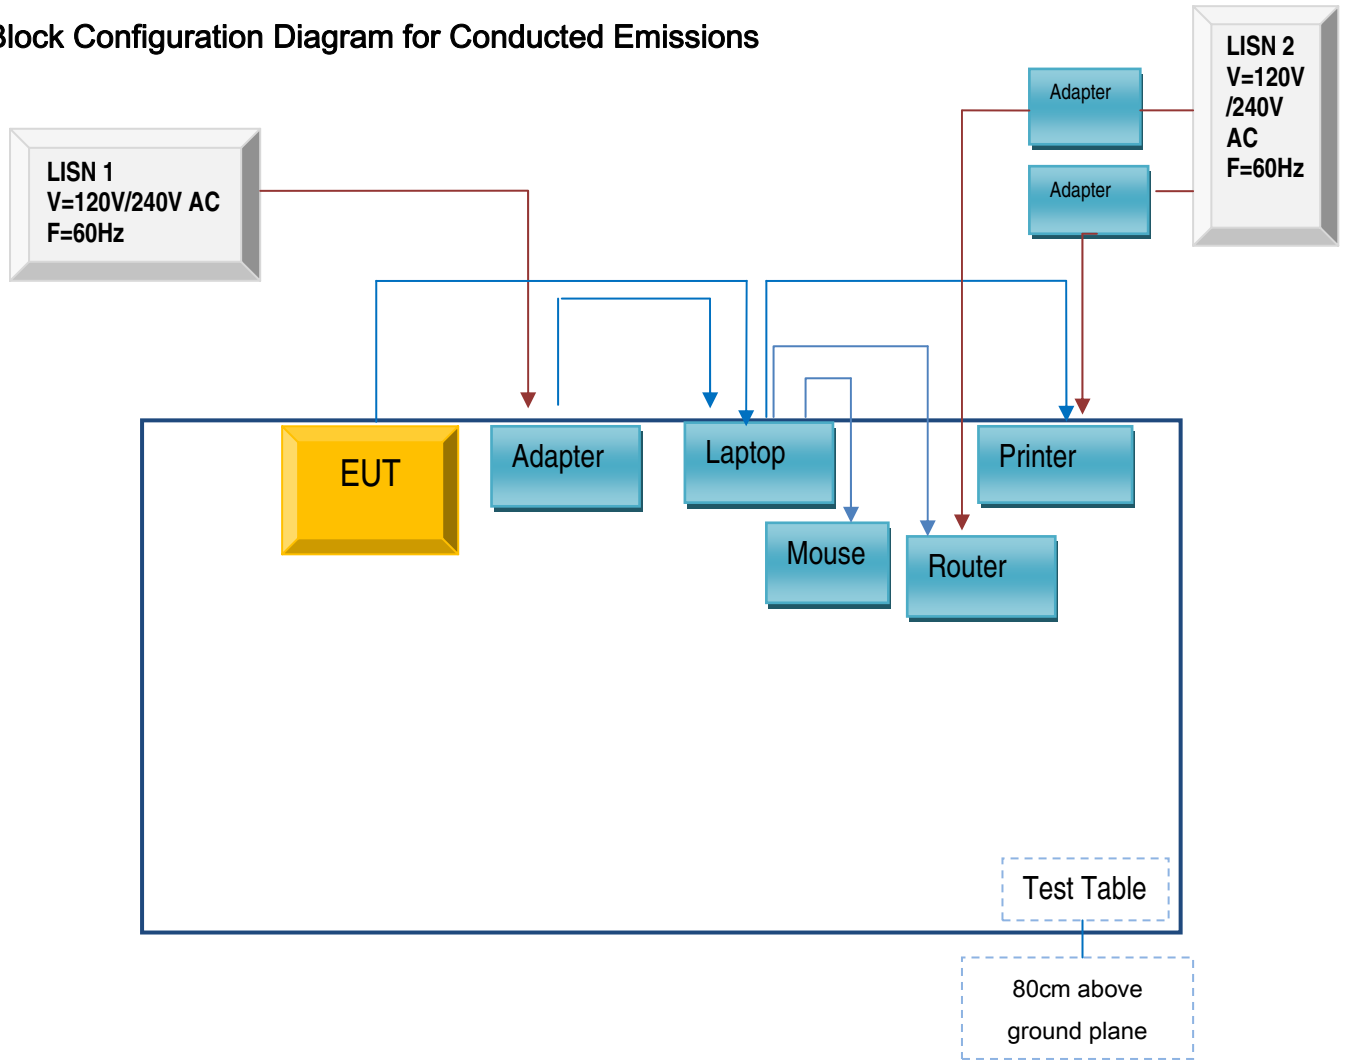 Block Configuration Diagram for Conducted Emissions
LISN 2
V=120V
/240V
AC
F=60Hz
Adapter
Adapter
LISN 1
V=120V/240V AC
F=60Hz
EUT
Adapter
Laptop
Printer
Mouse
Router
Test Table
80cm above
ground plane